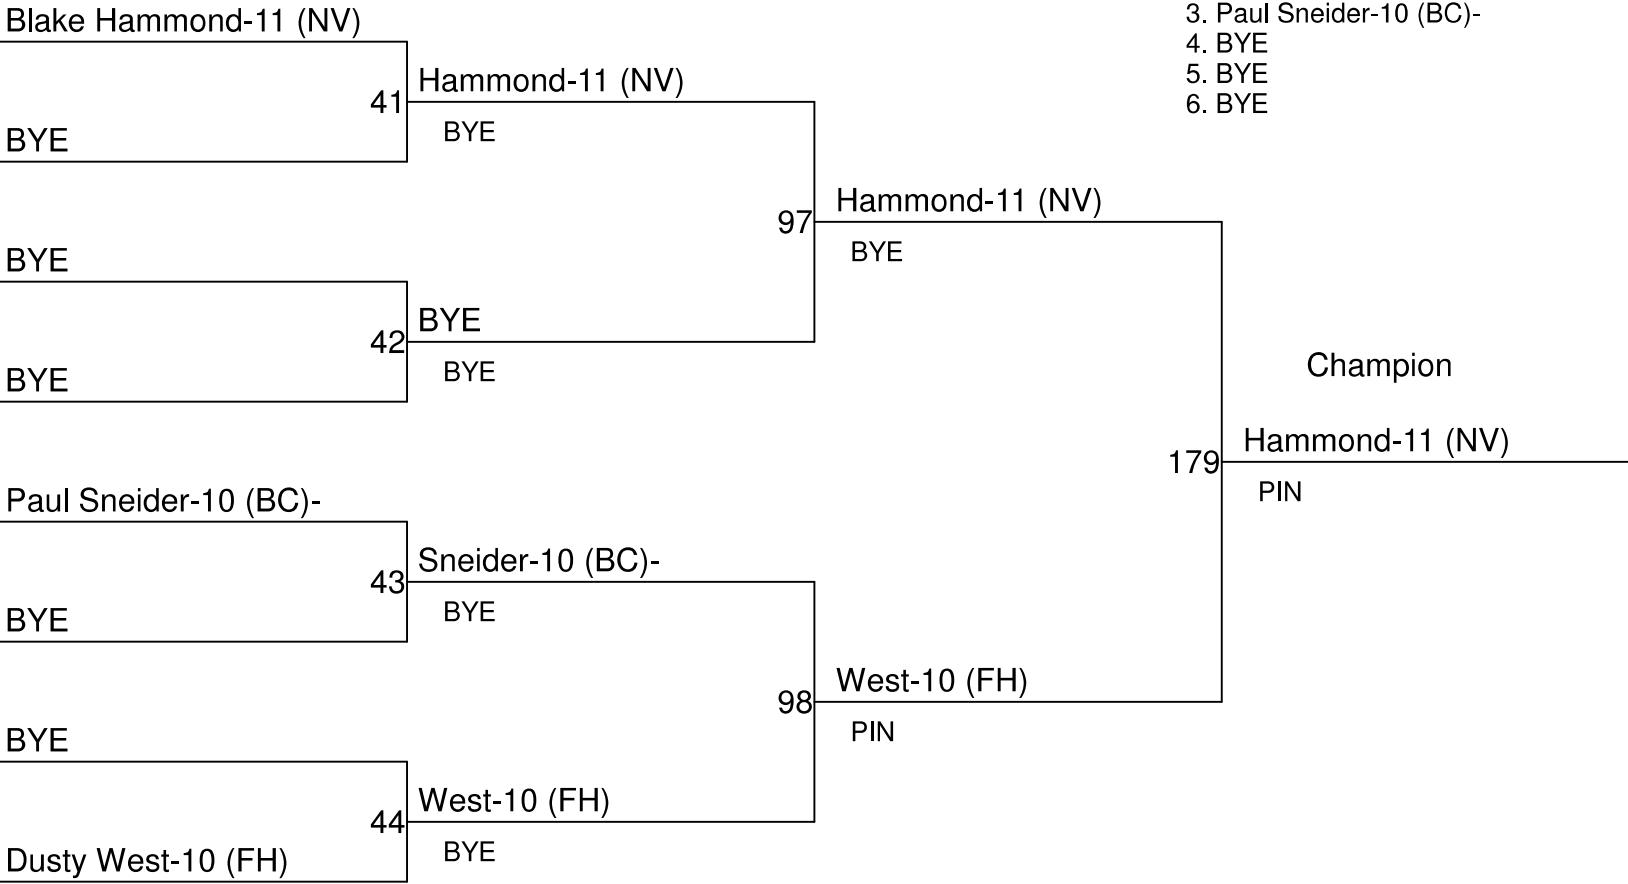 Blake Hammond-11 (NV)
BYE
BYE
BYE
Paul Sneider-10 (BC)-
BYE
BYE
Dusty West-10 (FH)
41
42
43
44
Hammond-11 (NV)
BYE
BYE
BYE
Sneider-10 (BC)-
BYE
West-10 (FH)
BYE
97
98
Hammond-11 (NV)
BYE
West-10 (FH)
PIN
179
3. Paul Sneider-10 (BC)-
4. BYE
5. BYE
6. BYE
Champion
Hammond-11 (NV)
PIN